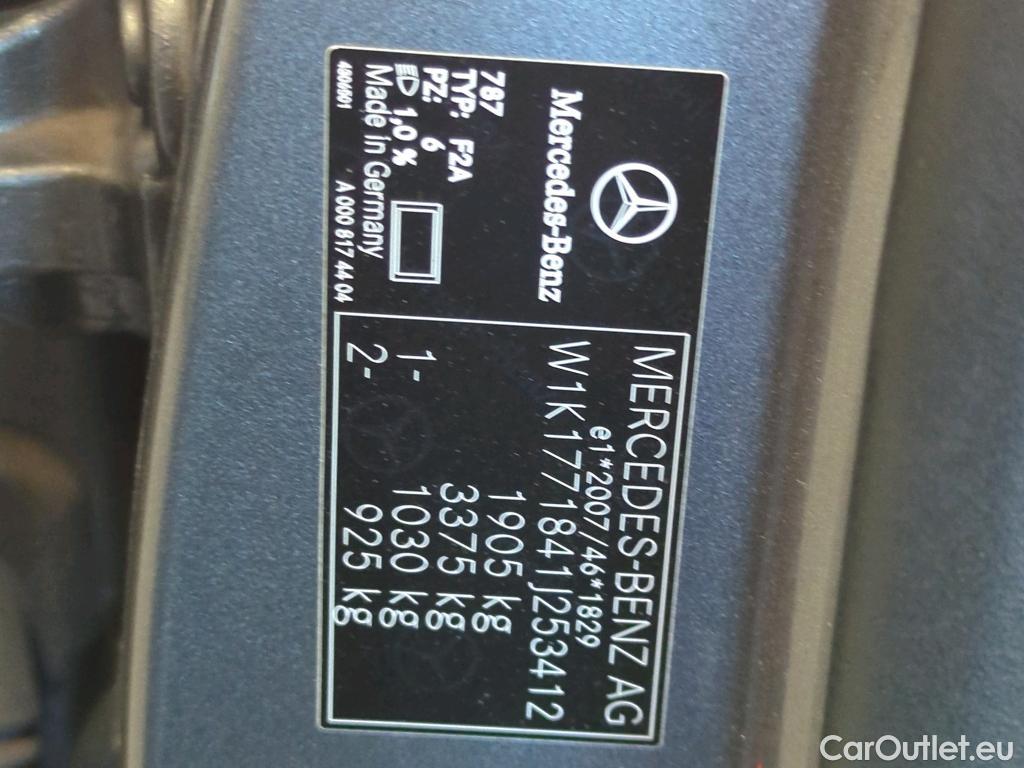 Mercedes-Benz
787
TYP: F2A
PZ: 6
1,0 %
Made in Germany
4806801 A 000 817 44 04
MERCEDES-BENZ AG
e1*2007/46*1829
W1K1771841J253412
1905 kg
3375 kg
1- 1030 kg
2- 925 kg
CarOutlet.eu